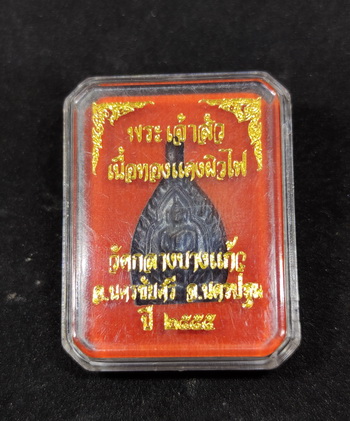 พระเจ้าสัว
เนื้อทองแดงผิวไฟ
วัดกลางบางแก้ว
อ.นครชัยศรี จ.นครปฐม
ปี ๒๕๕๕